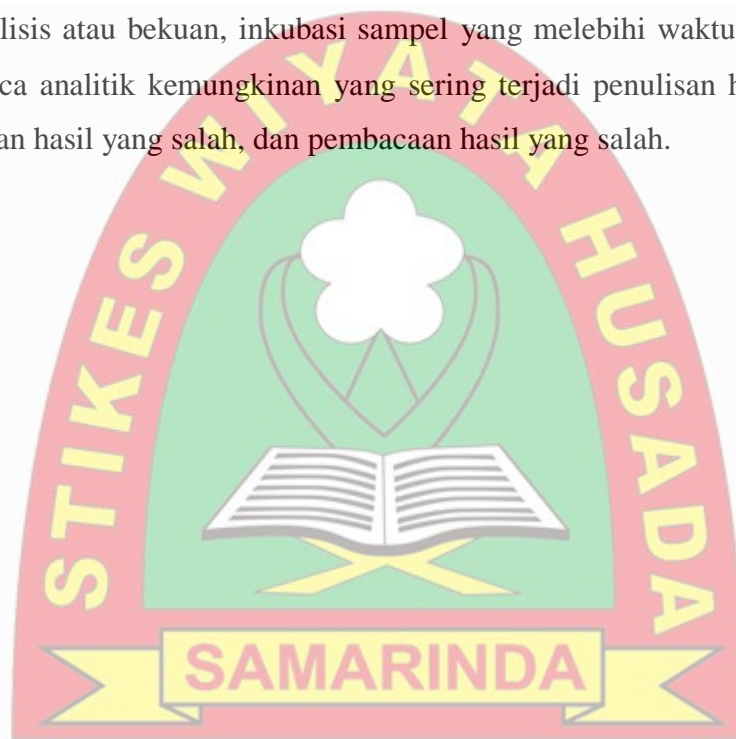 lisis atau bekuan, inkubasi sampel yang melebihi waktu
ca analitik kemungkinan yang sering terjadi penulisan h
an hasil yang salah, dan pembacaan hasil yang salah.
STIKES WIYATA HUSADA
SAMARINDA